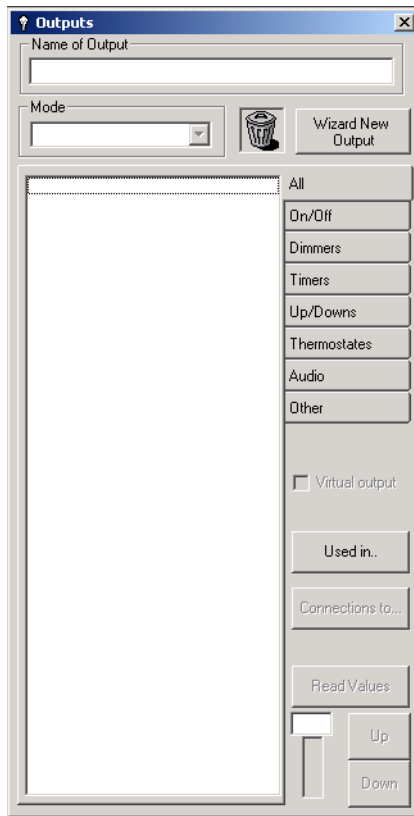 Outputs
Name of Output
Mode
Wizard New
Output
All
On/Off
Dimmers
Timers
Up/Downs
Thermostates
Audio
Other
Virtual output
Used in..
Connections to...
Read Values
Up
Down